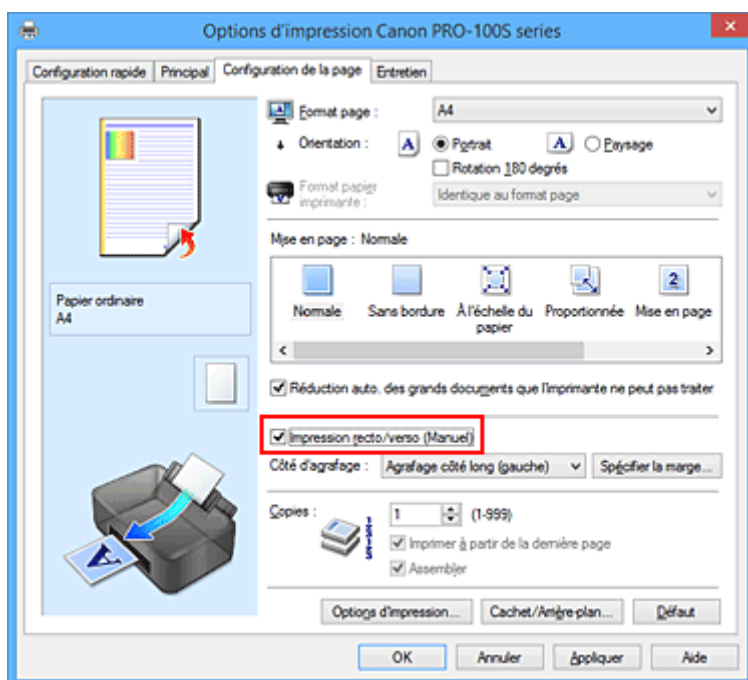 Options d'impression Canon PRO-100S series
Configuration rapide Principal Configuration de la page Entretien
Format page : A4
Orientation : A Portrait A Paysage
Rotation 180 degrés
Format papier imprimante : Identique au format page
Mise en page : Normale
Normale Sans bordure À l'échelle du papier Proportionnée 2 Mise en page
Papier ordinaire
A4
Réduction auto. des grands documents que l'imprimante ne peut pas traiter
Impression recto/verso (Manuel)
Côté d'agrafage : Agrafage côté long (gauche) Spécifier la marge...
Copies : 1 (1-999)
Imprimer à partir de la dernière page
Assembler
A
Options d'impression... Cachet/Arrière-plan... Défaut
OK Annuler Appliquer Aide